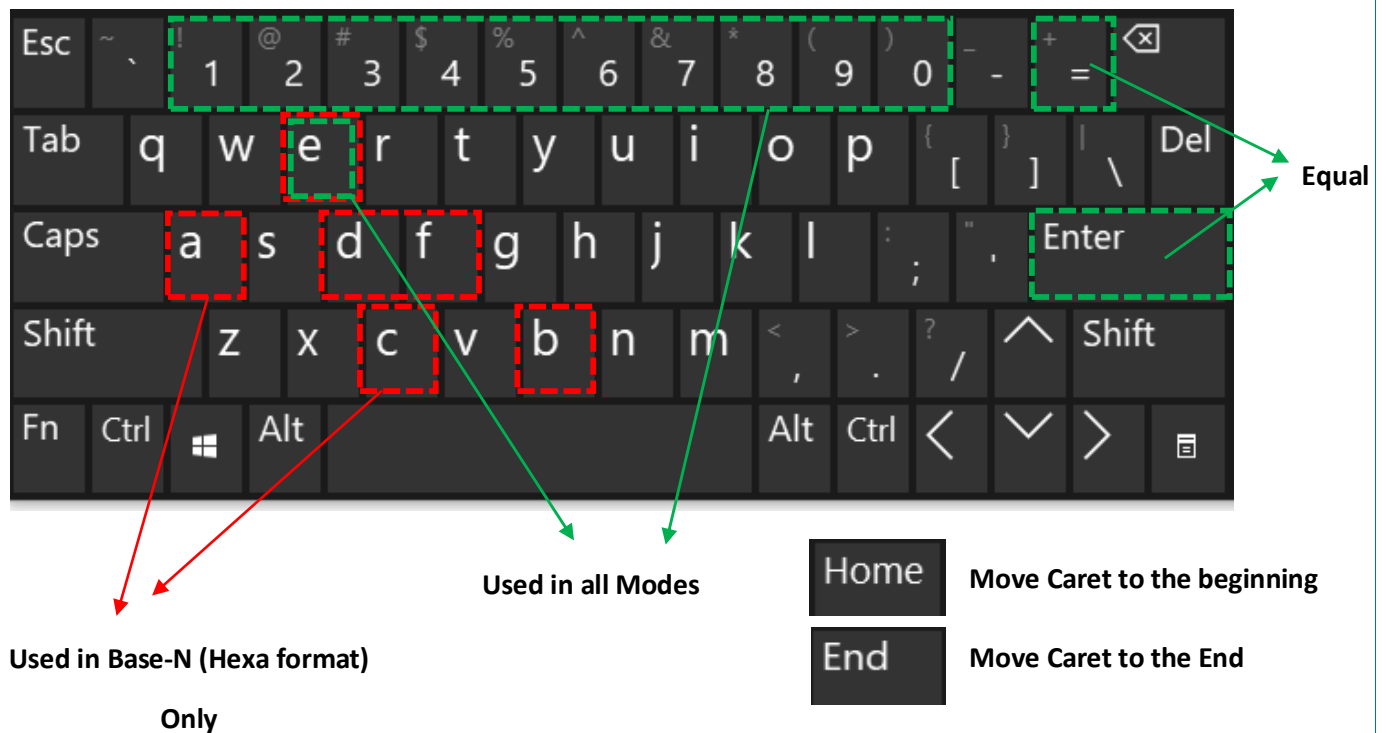 Esc ~ ` ! 1 @ 2 # 3 $ 4 % 5 ^ 6 & 7 * 8 ( 9 ) 0 _ - + =
Tab q w e r t y u i o p { [ } ] | \ Del
Caps a s d f g h j k l : ; " ' Enter
Equal
Shift z x c v b n m < , > . ? / Shift
Fn Ctrl Alt Alt Ctrl
Used in all Modes
Home Move Caret to the beginning
Used in Base-N (Hexa format)
Only
End Move Caret to the End